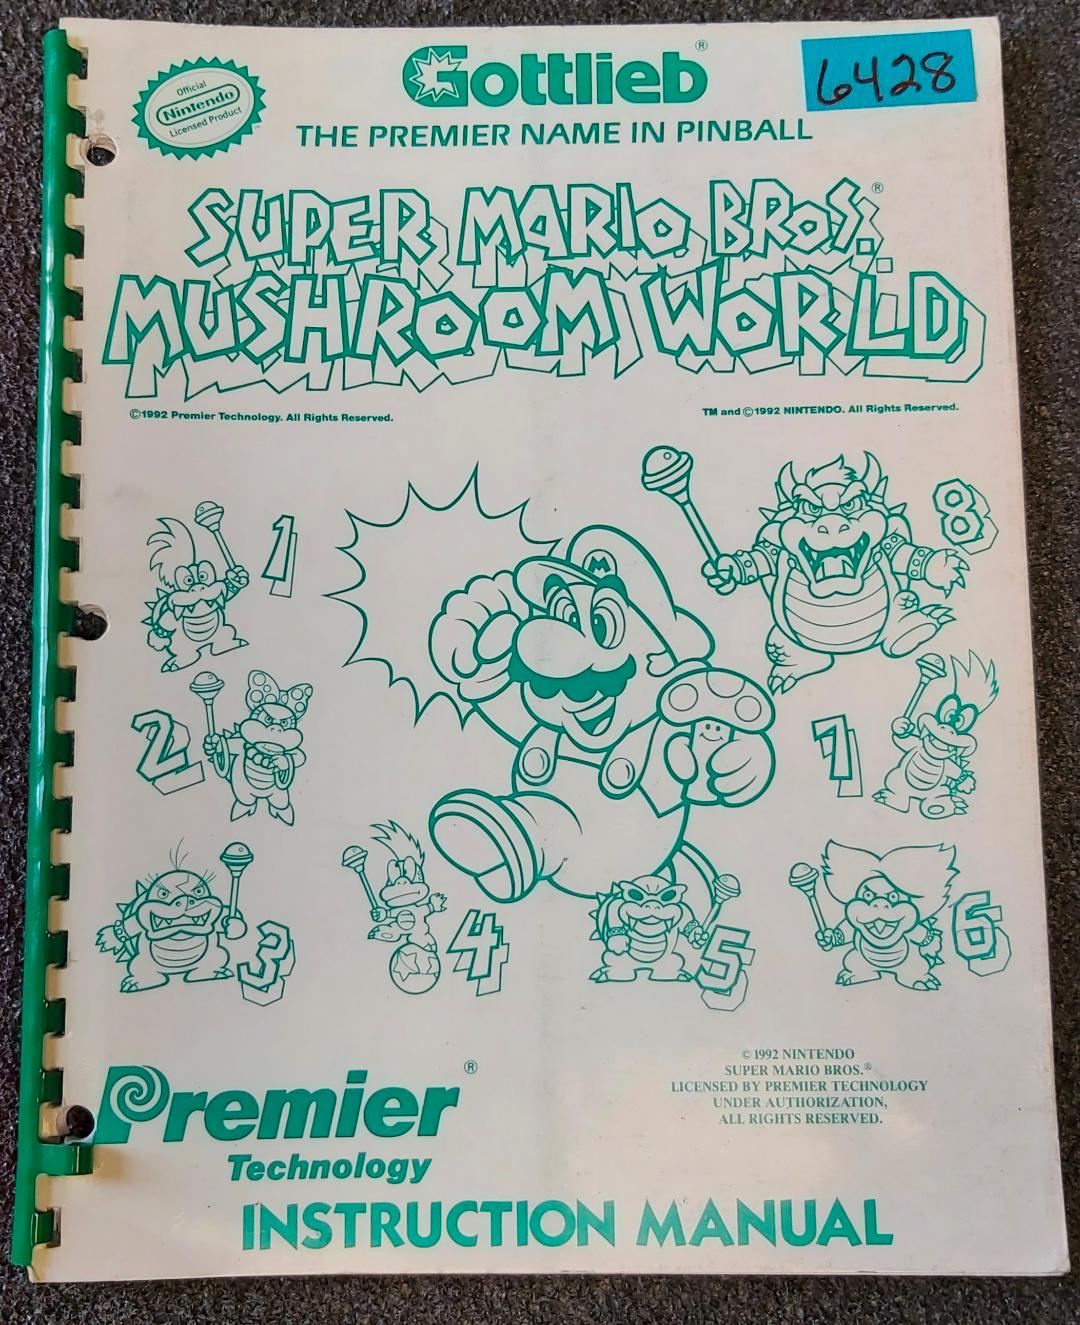 Gottlieb®
6428
Official
Nintendo
Licensed Product
THE PREMIER NAME IN PINBALL
SUPER MARIO BROS.®
MUSHROOM WORLD
©1992 Premier Technology. All Rights Reserved.
TM and ©1992 NINTENDO. All Rights Reserved.
1
M
8
2
7
3
4
5
6
Premier®
Technology
© 1992 NINTENDO
SUPER MARIO BROS.®
LICENSED BY PREMIER TECHNOLOGY
UNDER AUTHORIZATION,
ALL RIGHTS RESERVED.
INSTRUCTION MANUAL